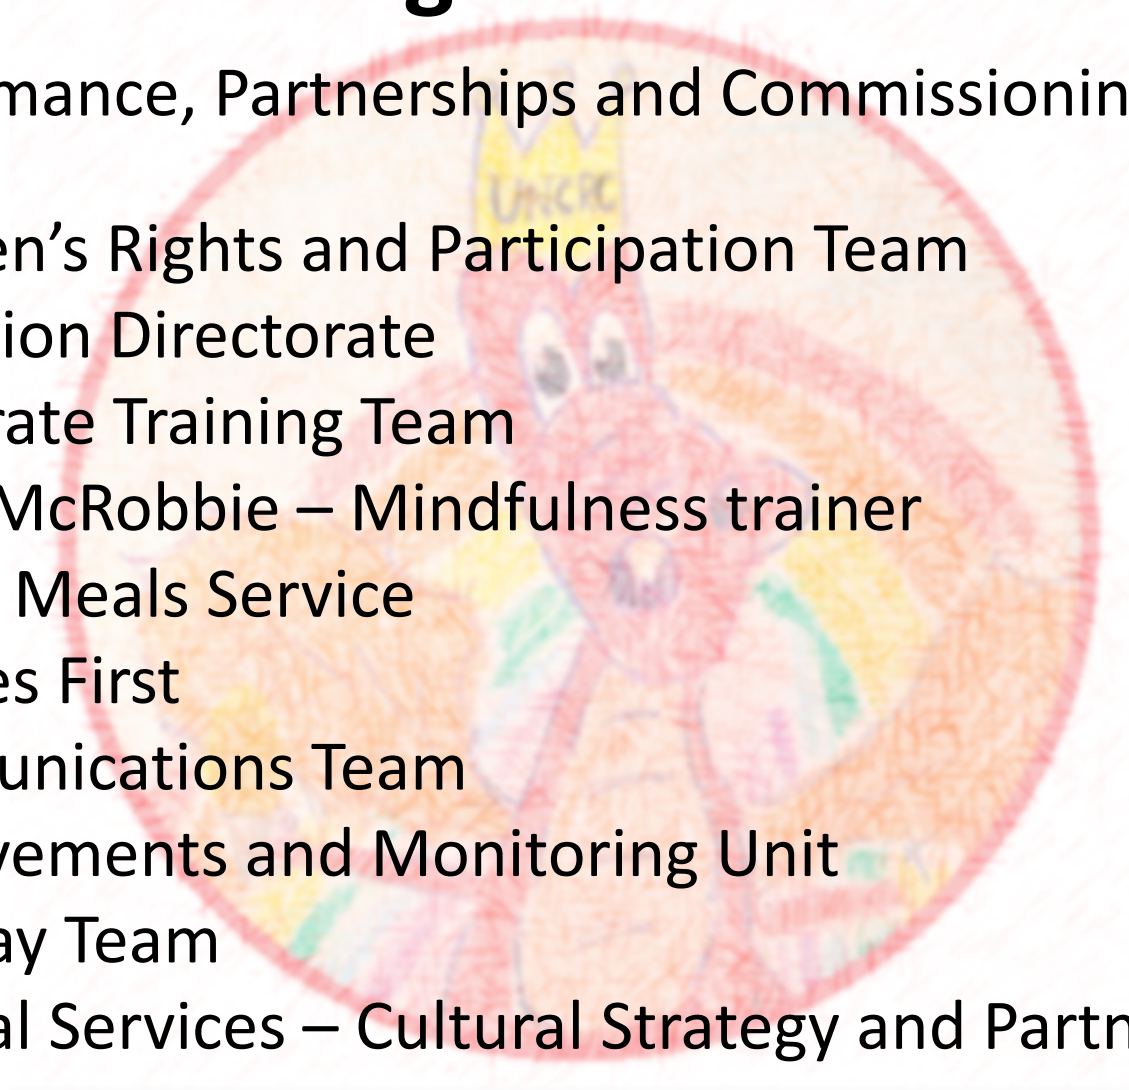 g
mance, Partnerships and Commissionin
UNCRC
en’s Rights and Participation Team
ion Directorate
rate Training Team
McRobbie – Mindfulness trainer
Meals Service
es First
unications Team
vements and Monitoring Unit
ay Team
al Services – Cultural Strategy and Partn